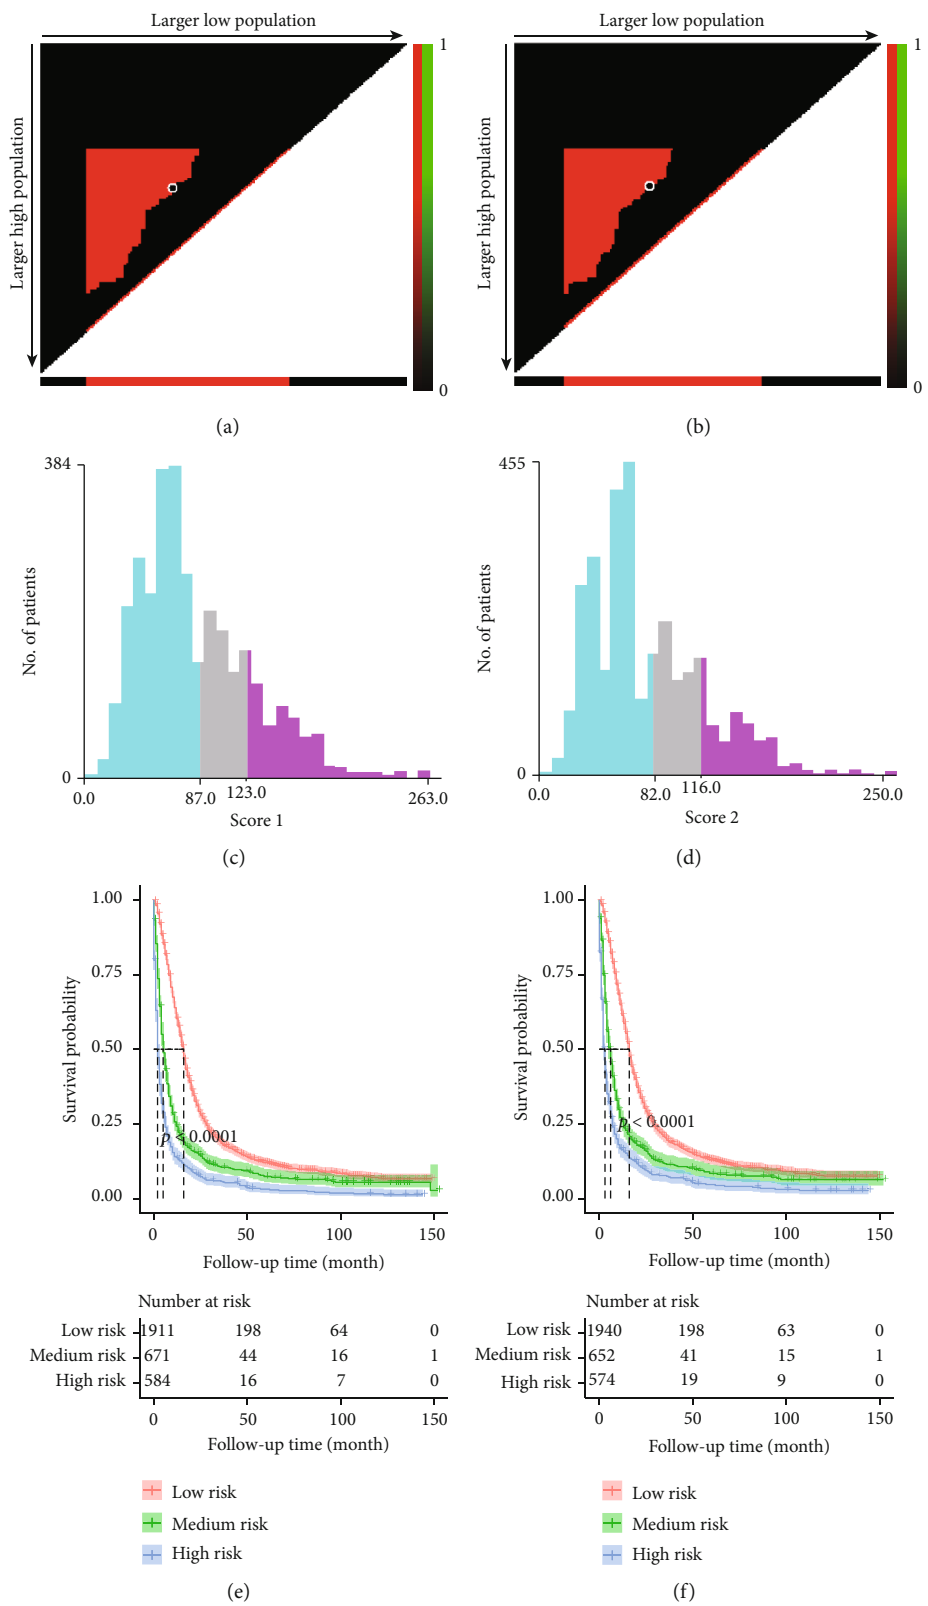 Larger low population
Larger high population
1
0
(a)
Larger low population
Larger high population
1
0
(b)
384
No. of patients
0
0.0 87.0 123.0 263.0
Score 1
(c)
455
No. of patients
0
0.0 82.0 116.0 250.0
Score 2
(d)
1.00
0.75
0.50
0.25
0.00
Survival probability
p < 0.0001
0 50 100 150
Follow-up time (month)
Number at risk
Low risk 1911 198 64 0
Medium risk 671 44 16 1
High risk 584 16 7 0
0 50 100 150
Follow-up time (month)
Low risk
Medium risk
High risk
(e)
1.00
0.75
0.50
0.25
0.00
Survival probability
p < 0.0001
0 50 100 150
Follow-up time (month)
Number at risk
Low risk 1940 198 63 0
Medium risk 652 41 15 1
High risk 574 19 9 0
0 50 100 150
Follow-up time (month)
Low risk
Medium risk
High risk
(f)